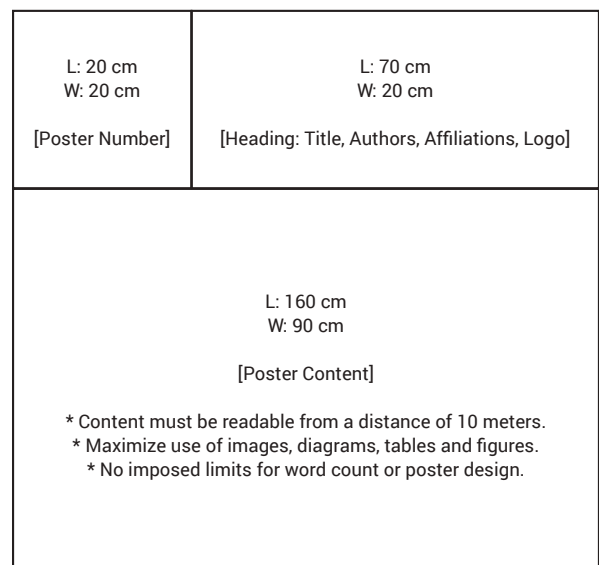 L: 20 cm
W: 20 cm
[Poster Number]
L: 70 cm
W: 20 cm
[Heading: Title, Authors, Affiliations, Logo]
L: 160 cm
W: 90 cm
[Poster Content]
* Content must be readable from a distance of 10 meters.
* Maximize use of images, diagrams, tables and figures.
* No imposed limits for word count or poster design.